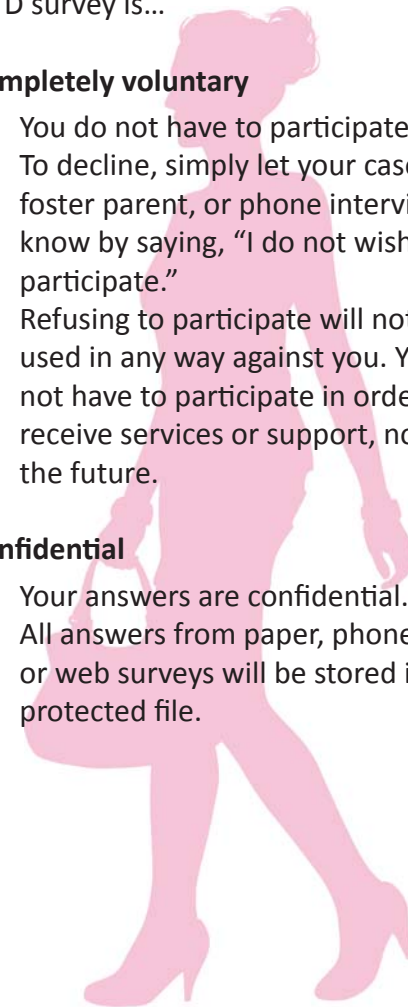 D survey is…
mpletely voluntary
You do not have to participate
To decline, simply let your case
foster parent, or phone intervi
know by saying, “I do not wish
participate.”
Refusing to participate will not
used in any way against you. Y
not have to participate in orde
receive services or support, no
the future.
nfidential
Your answers are confidential.
All answers from paper, phone
or web surveys will be stored i
protected file.